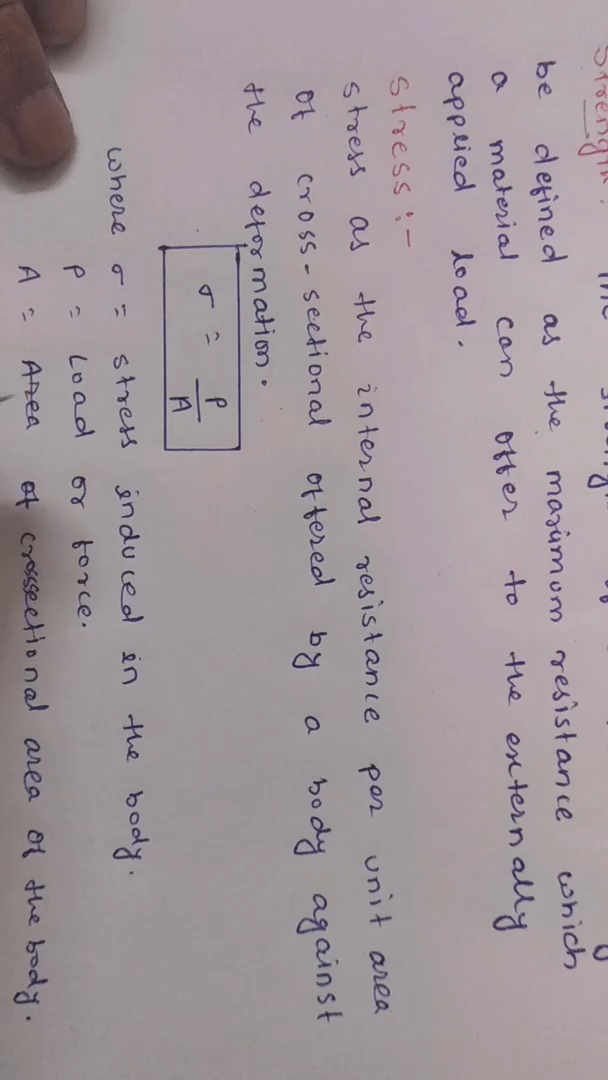 Strength:
be defined as the maximum resistance which
a material can offer to the externally
applied load.
Stress:-
stress as the internal resistance per unit area
of cross-sectional offered by a body against
the deformation.
σ = P/A
where σ = stress induced in the body.
P = Load or force.
A = Area of crossectional area of the body.